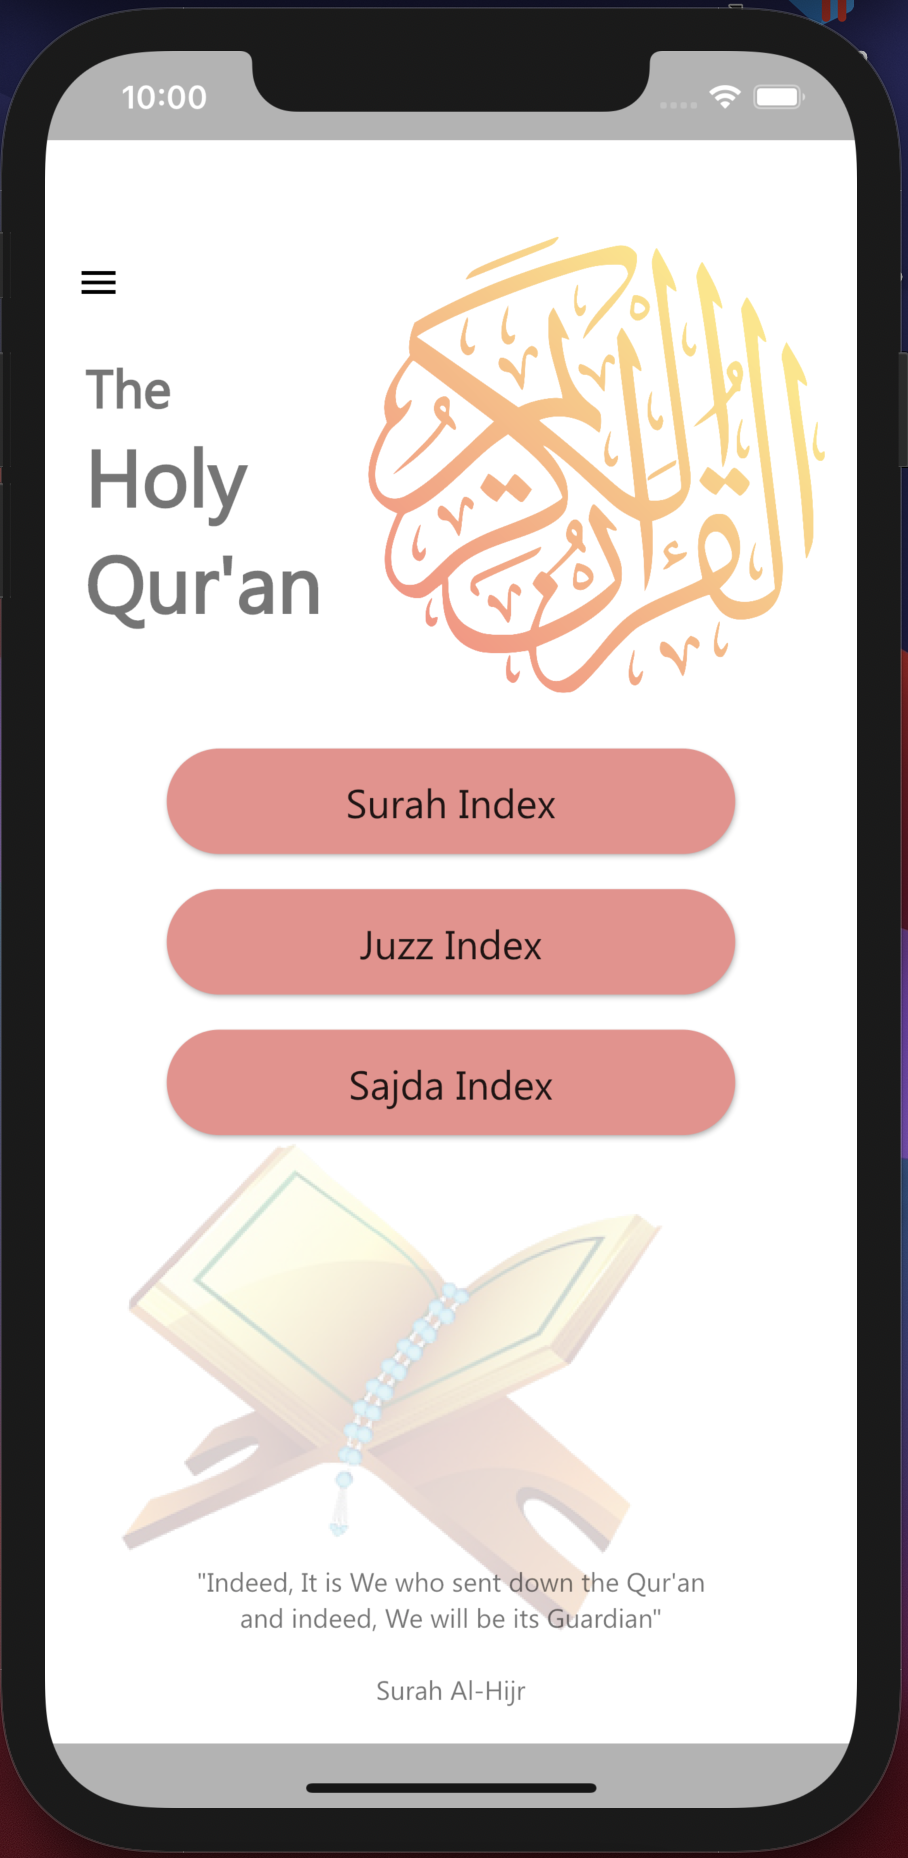 10:00
The
Holy
Qur'an
القرآن الكريم
Surah Index
Juzz Index
Sajda Index
"Indeed, It is We who sent down the Qur'an
and indeed, We will be its Guardian"
Surah Al-Hijr